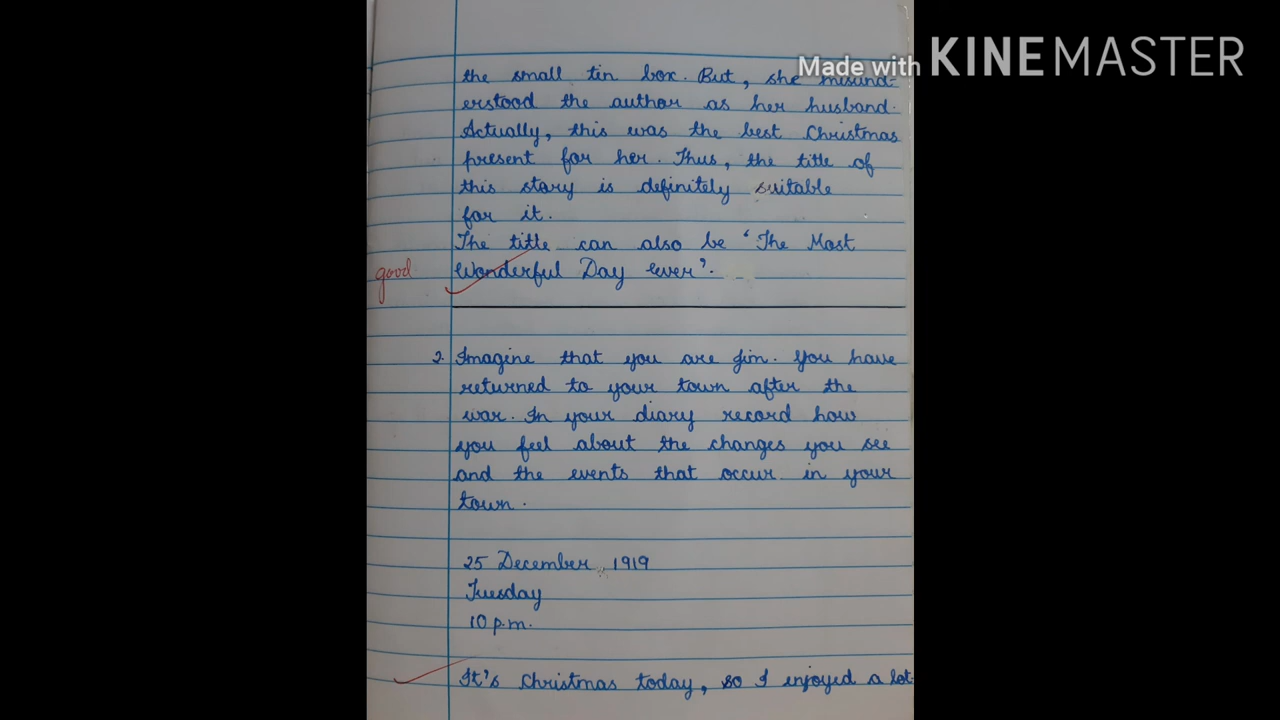 Made with KINEMASTER
the small tin box. But, she misund-
erstood the author as her husband.
Actually, this was the best Christmas
present for her. Thus, the title of
this story is definitely suitable
for it.
The title can also be 'The Most
good Wonderful Day ever'.
2. Imagine that you are Jim. You have
returned to your town after the
war. In your diary record how
you feel about the changes you see
and the events that occur in your
town.
25 December, 1919
Tuesday
10 p.m.
It's Christmas today, so I enjoyed a lot.